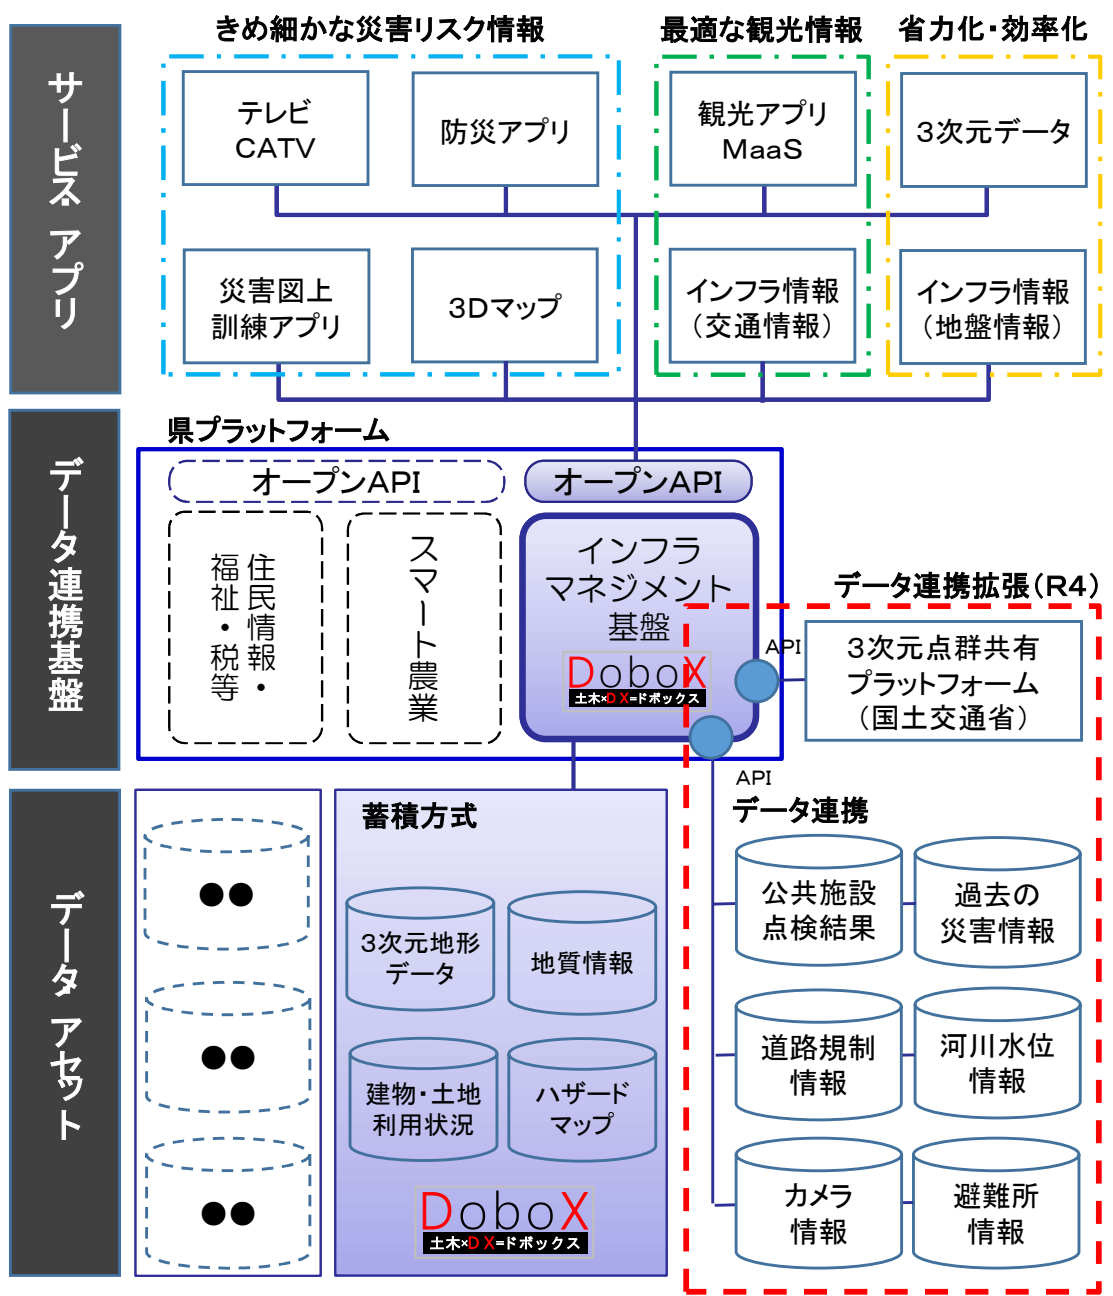 きめ細かな災害リスク情報
最適な観光情報
省力化・効率化
サービス・アプリ
テレビ
CATV
防災アプリ
観光アプリ
MaaS
３次元データ
災害図上
訓練アプリ
３Dマップ
インフラ情報
（交通情報）
インフラ情報
（地盤情報）
県プラットフォーム
データ連携基盤
オープンAPI
オープンAPI
住民情報・
福祉・税等
スマート農業
インフラ
マネジメント
基盤
DoboX
土木×DX=ドボックス
データ連携拡張（R4）
API
３次元点群共有
プラットフォーム
（国土交通省）
API
データ連携
データアセット
●●
●●
●●
蓄積方式
３次元地形
データ
地質情報
建物・土地
利用状況
ハザード
マップ
DoboX
土木×DX=ドボックス
公共施設
点検結果
過去の
災害情報
道路規制
情報
河川水位
情報
カメラ
情報
避難所
情報